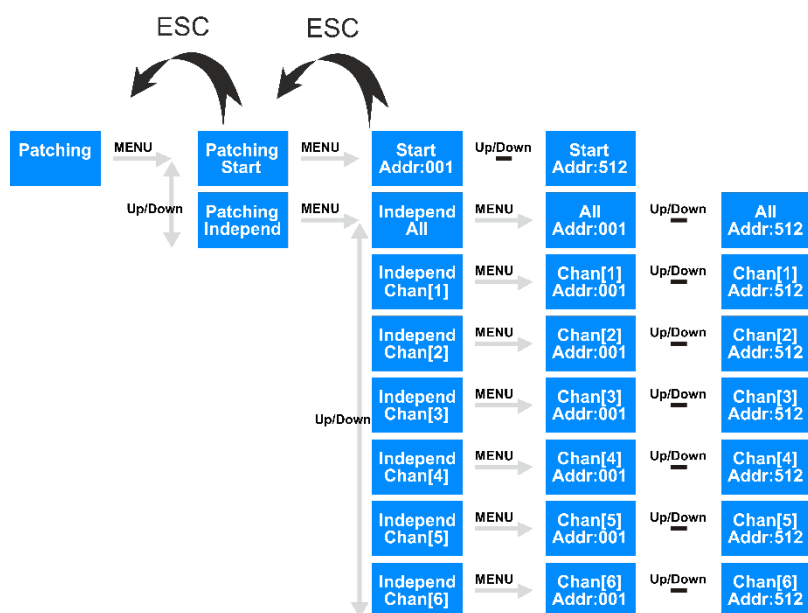 ESC
ESC
Patching
MENU
Patching
Start
MENU
Start
Addr:001
Up/Down
Start
Addr:512
Up/Down
Patching
Independ
MENU
Independ
All
MENU
All
Addr:001
Up/Down
All
Addr:512
Independ
Chan[1]
MENU
Chan[1]
Addr:001
Up/Down
Chan[1]
Addr:512
Independ
Chan[2]
MENU
Chan[2]
Addr:001
Up/Down
Chan[2]
Addr:512
Up/Down
Independ
Chan[3]
MENU
Chan[3]
Addr:001
Up/Down
Chan[3]
Addr:512
Independ
Chan[4]
MENU
Chan[4]
Addr:001
Up/Down
Chan[4]
Addr:512
Independ
Chan[5]
MENU
Chan[5]
Addr:001
Up/Down
Chan[5]
Addr:512
Independ
Chan[6]
MENU
Chan[6]
Addr:001
Up/Down
Chan[6]
Addr:512